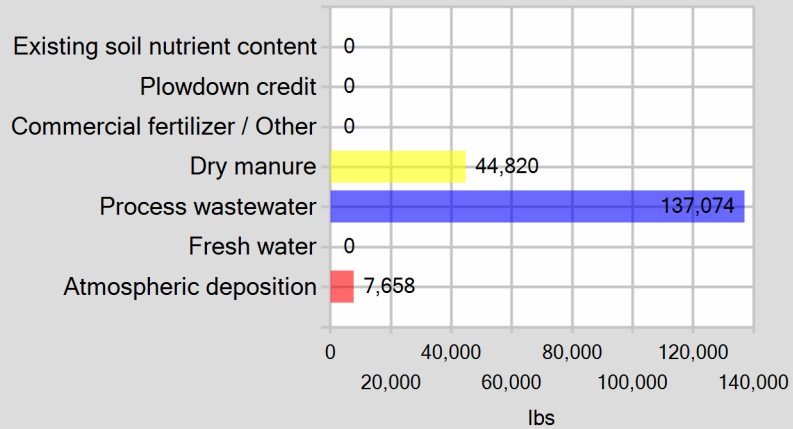 Existing soil nutrient content 0
Plowdown credit 0
Commercial fertilizer / Other 0
Dry manure 44,820
Process wastewater 137,074
Fresh water 0
Atmospheric deposition 7,658
0 40,000 80,000 120,000
20,000 60,000 100,000 140,000
lbs